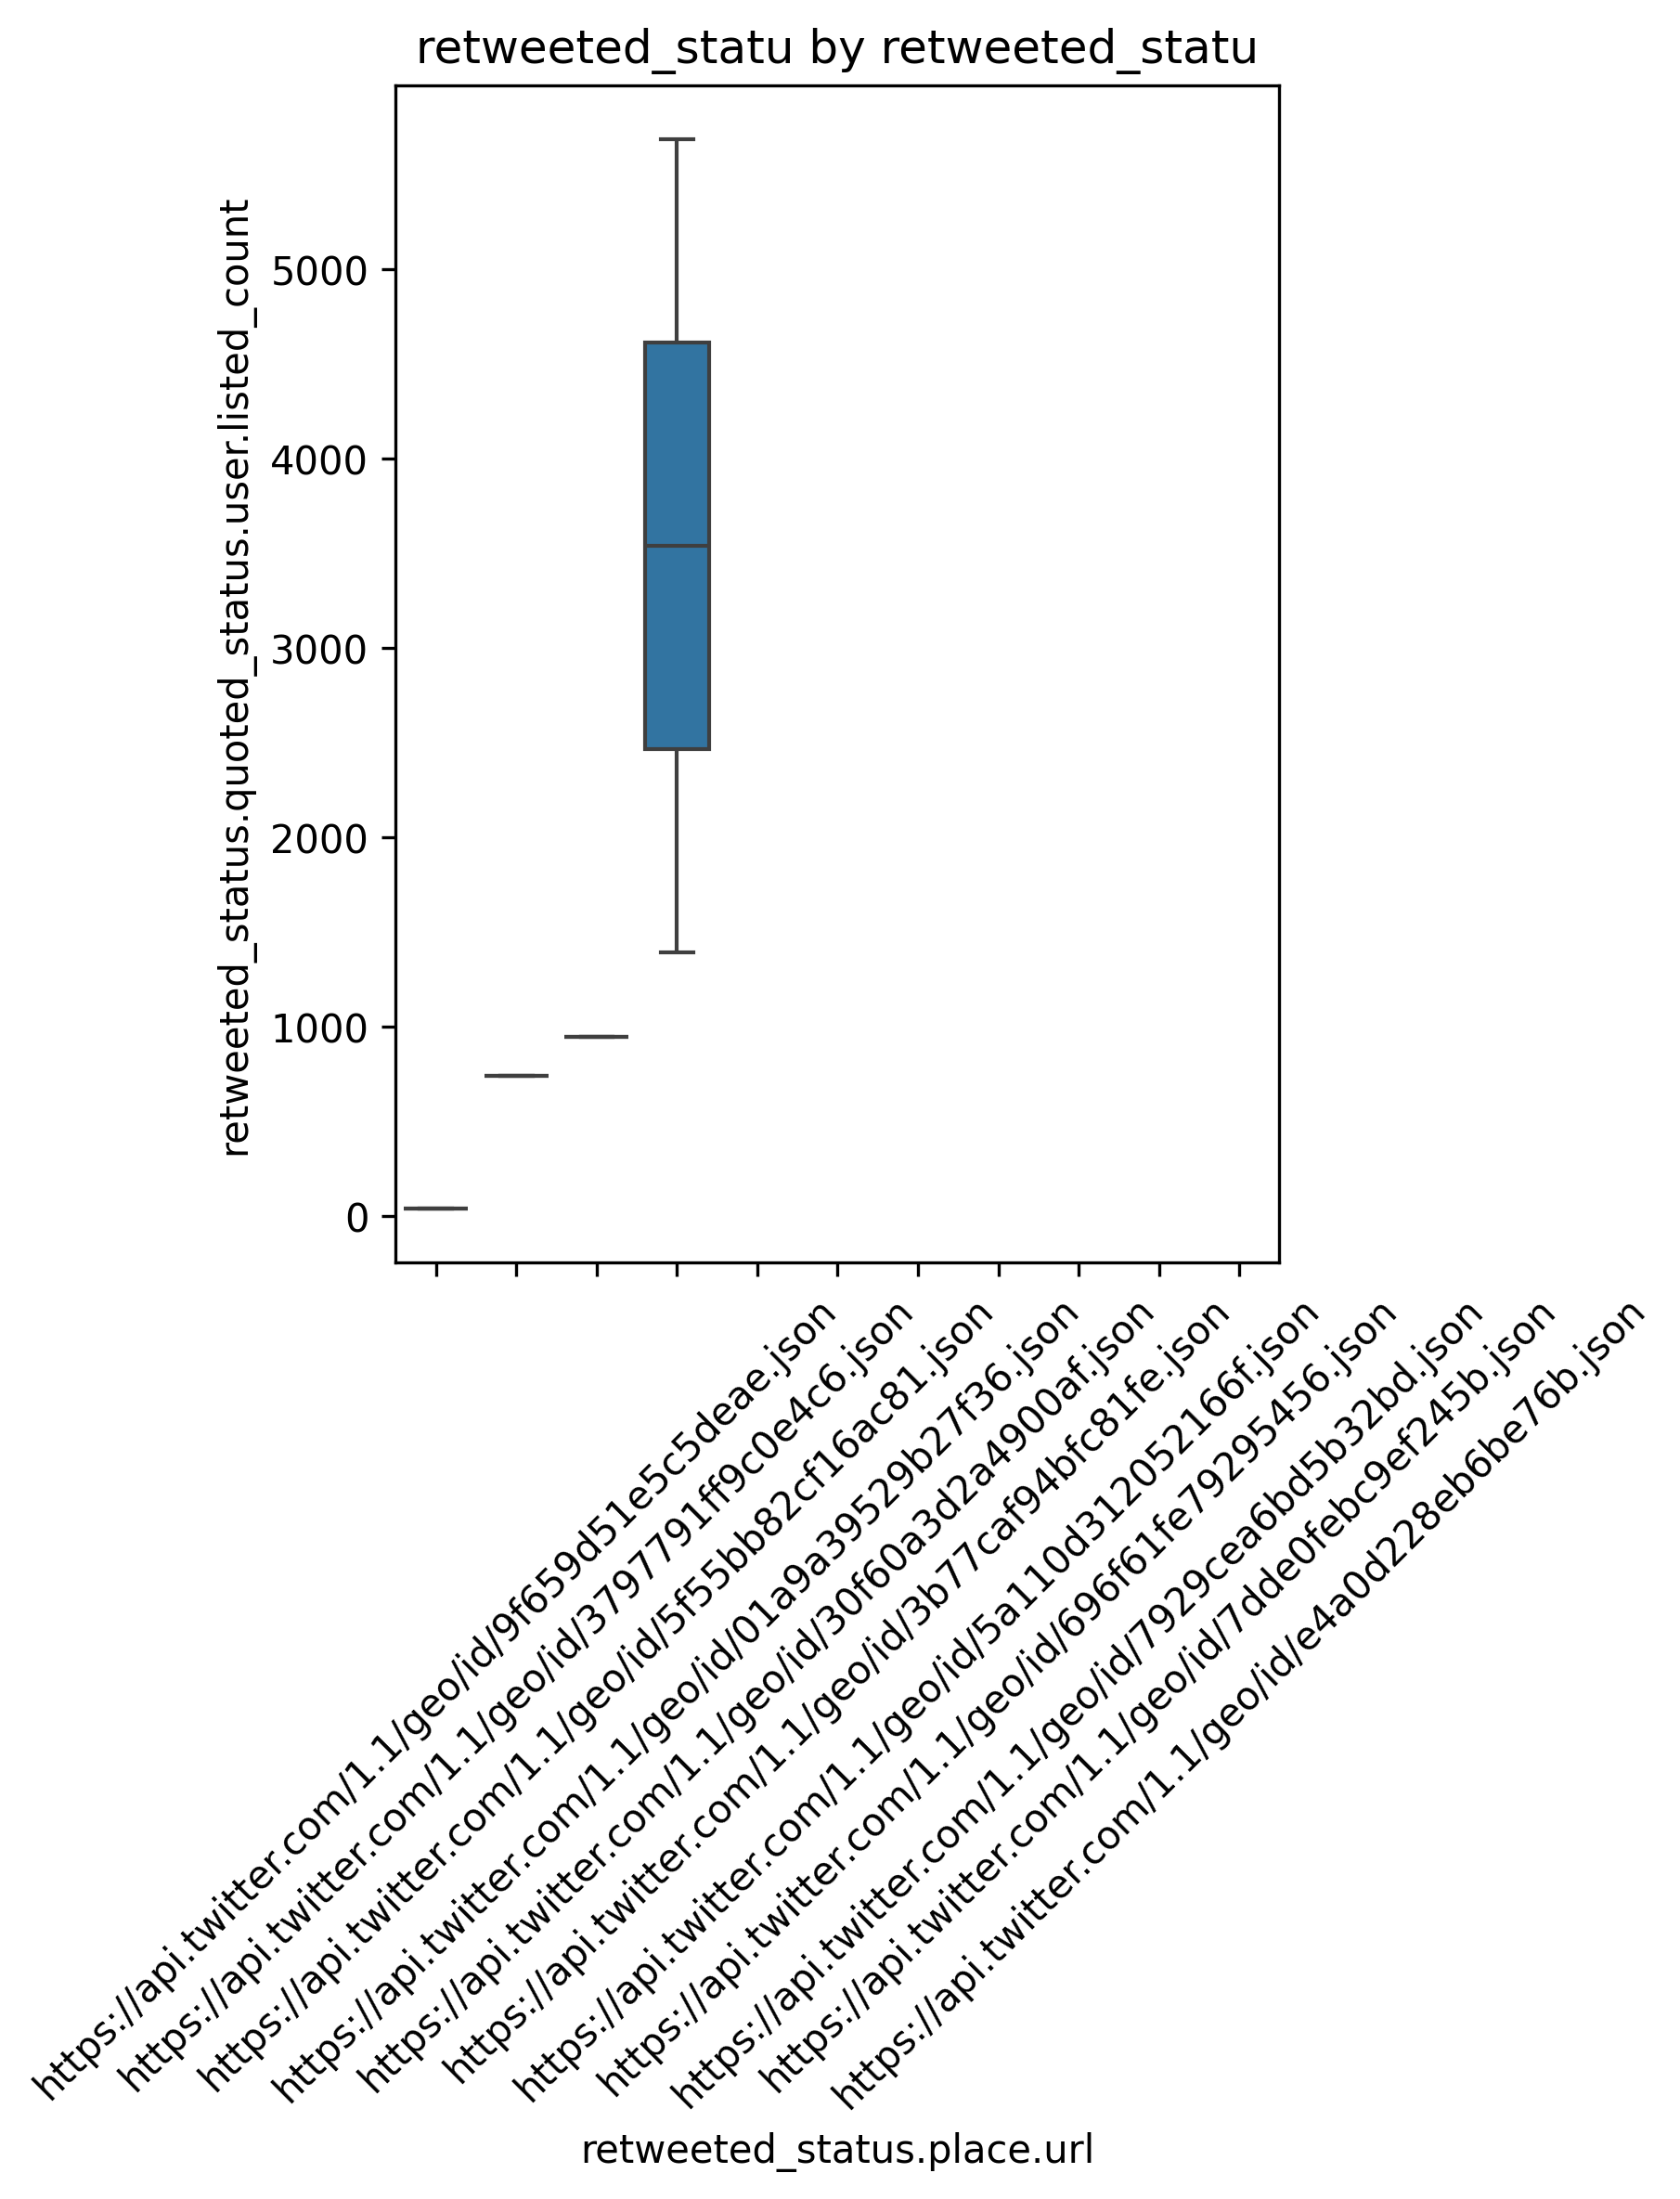 retweeted_statu by retweeted_statu
retweeted_status.quoted_status.user.listed_count
5000
4000
3000
2000
1000
0
https://api.twitter.com/1.1/geo/id/9f659d51e5c5deae.json
https://api.twitter.com/1.1/geo/id/3797791ff9c0e4c6.json
https://api.twitter.com/1.1/geo/id/5f55bb82cf16ac81.json
https://api.twitter.com/1.1/geo/id/01a9a39529b27f36.json
https://api.twitter.com/1.1/geo/id/30f60a3d2a4900af.json
https://api.twitter.com/1.1/geo/id/3b77caf94bfc81fe.json
https://api.twitter.com/1.1/geo/id/5a110d312052166f.json
https://api.twitter.com/1.1/geo/id/696f61fe79295456.json
https://api.twitter.com/1.1/geo/id/7929cea6bd5b32bd.json
https://api.twitter.com/1.1/geo/id/7dde0febc9ef245b.json
https://api.twitter.com/1.1/geo/id/e4a0d228eb6be76b.json
retweeted_status.place.url